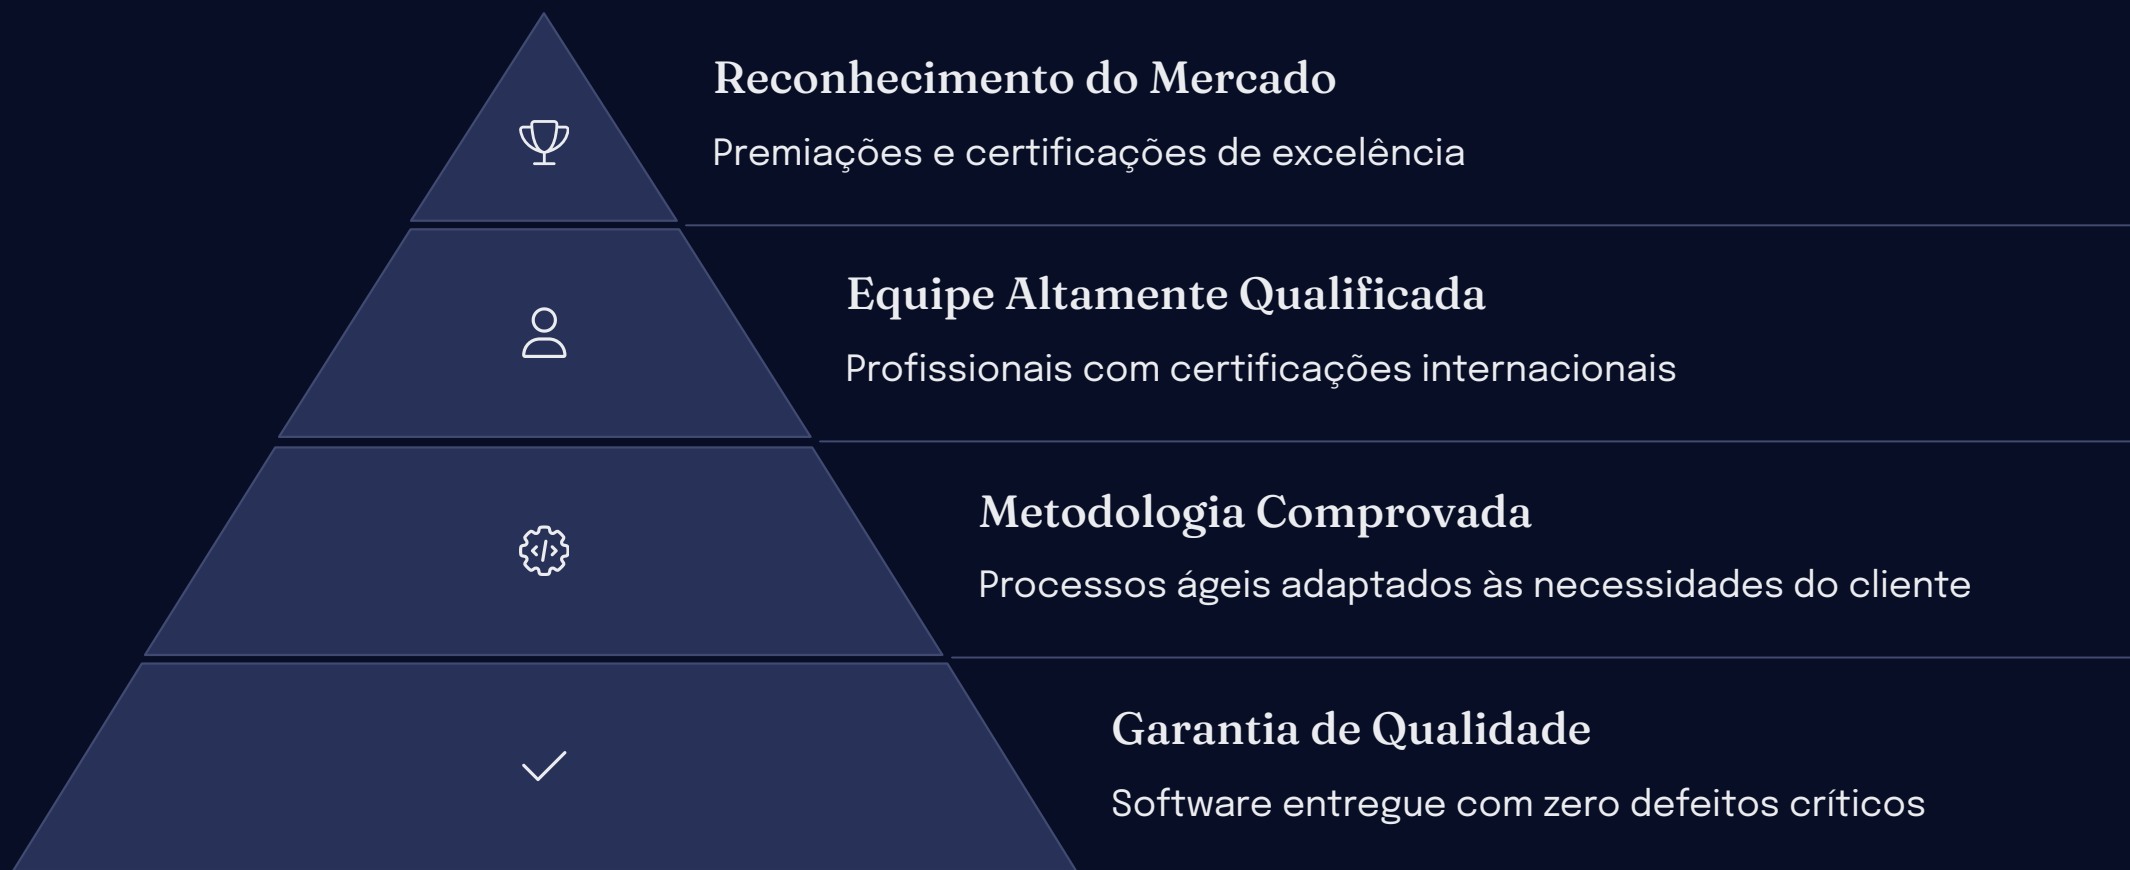 Reconhecimento do Mercado
Premiações e certificações de excelência
Equipe Altamente Qualificada
Profissionais com certificações internacionais
Metodologia Comprovada
Processos ágeis adaptados às necessidades do cliente
Garantia de Qualidade
Software entregue com zero defeitos críticos